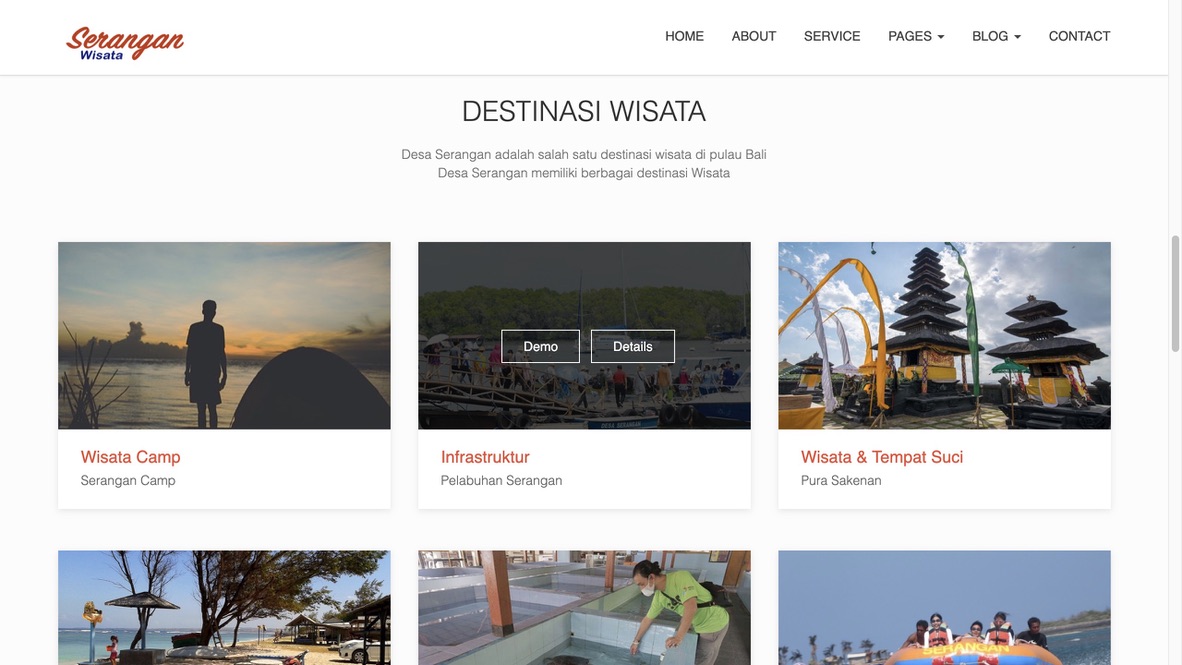 Serangan
Wisata
HOME ABOUT SERVICE PAGES BLOG CONTACT
DESTINASI WISATA
Desa Serangan adalah salah satu destinasi wisata di pulau Bali
Desa Serangan memiliki berbagai destinasi Wisata
Demo Details
DESA SERANGAN
Wisata Camp
Serangan Camp
Infrastruktur
Pelabuhan Serangan
Wisata & Tempat Suci
Pura Sakenan
SERANGAN